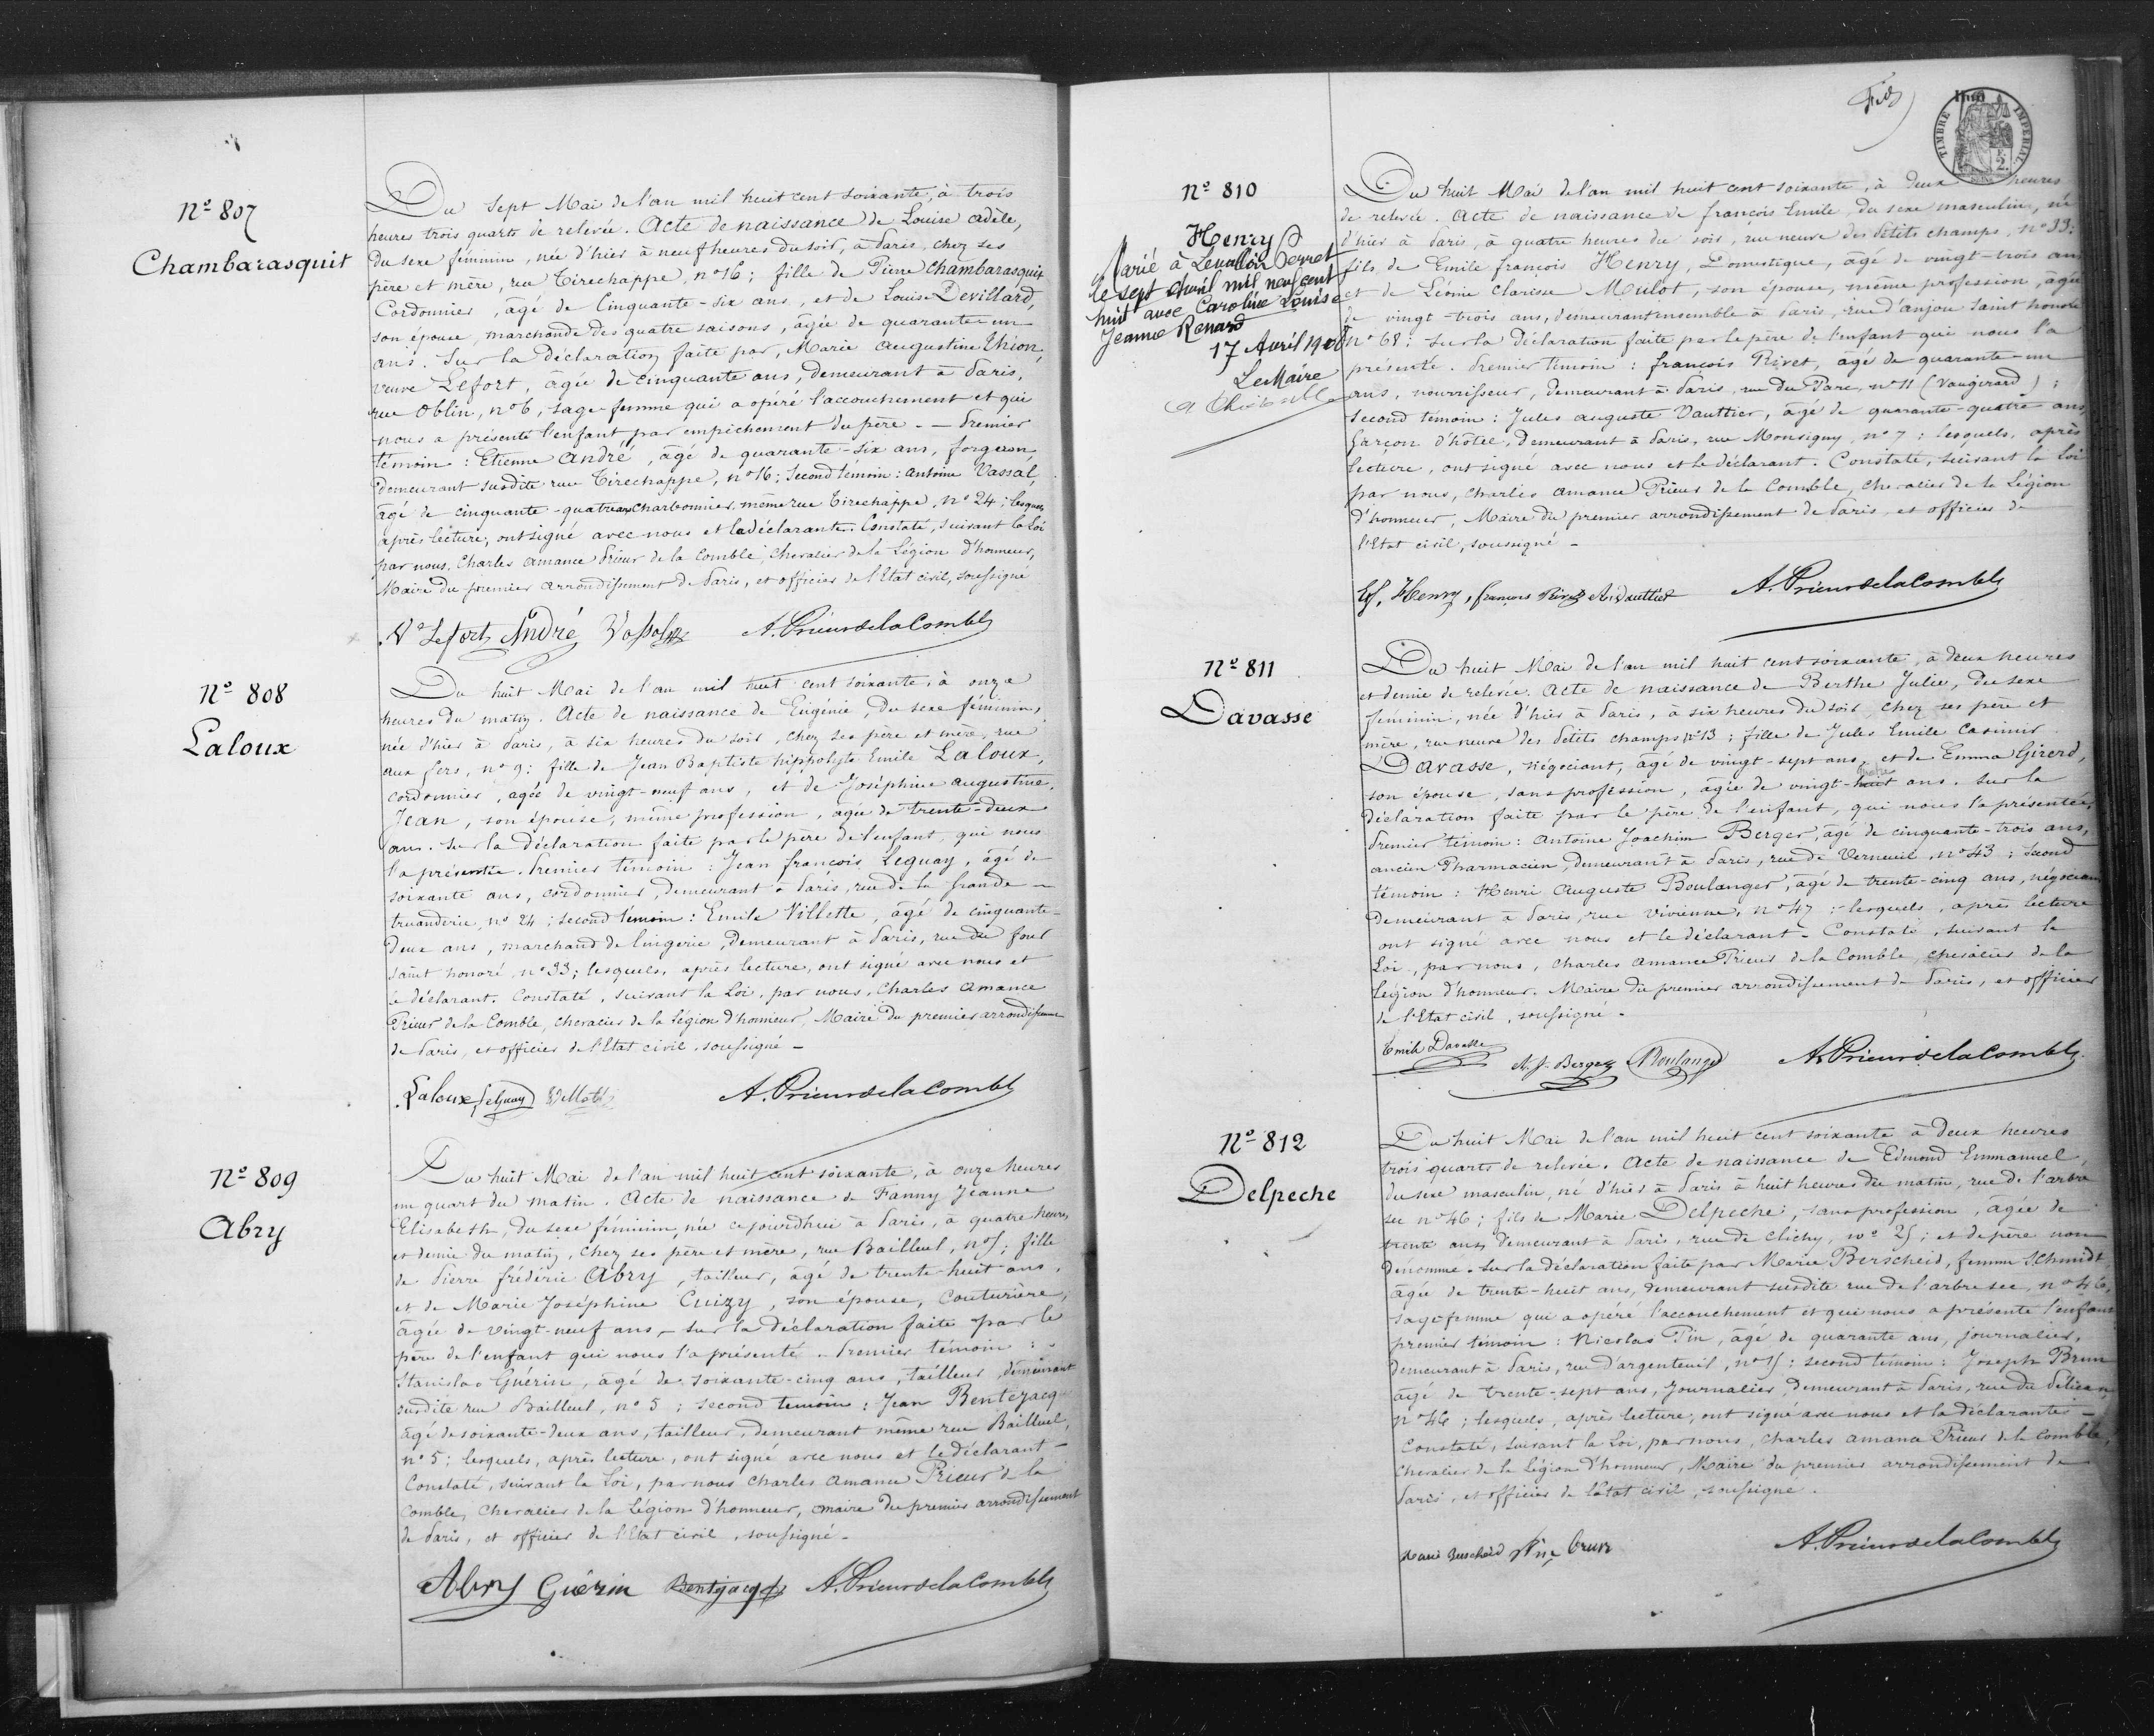 N° 807
Chambarasquit
Du sept Mai de l'an mil huit cent soixante, à trois
heures trois quarts de relevée. Acte de naissance de Louise adèle,
du sexe féminin, née d'hier à neuf heures du soir, à Paris, chez ses
père et mère, rue Tirechappe, n° 16; fille de Pierre Chambarasquit
Cordonnier, âgé de Cinquante-six ans, et de Louise Devillard,
son épouse, marchande des quatre saisons, âgée de quarante-un
ans. Sur la Déclaration faite par, Marie augustine Thion,
veuve Lefort, âgée de Cinquante ans, demeurant à Paris,
rue Oblin, n° 6, sage femme qui a opéré l'accouchement et qui
nous a présenté l'enfant par empêchement du père. — Premier
témoin: Etienne André, âgé de quarante-six ans, forgeron,
demeurant susdite rue Tirechappe, n° 16; Second témoin: antoine Vassal,
âgé de cinquante-quatre ans Charbonnier, même rue Tirechappe, n° 24; lesquels
après lecture, ont signé avec nous et la déclarante. Constaté, suivant la Loi
par nous, Charles amance Prieur de la Comble, Chevalier de la Légion d'honneur,
Maire du premier arrondissement de Paris, et officier de l'Etat civil, soussigné
Ve Lefort André Vassal A. Prieur de la Comble
N° 808
Laloux
Du huit Mai de l'an mil huit cent soixante, à onze
heures du matin. Acte de naissance de Eugénie, du sexe féminin,
née d'hier à Paris, à six heures du soir, chez ses père et mère, rue
aux fers, n° 9: fille de Jean Baptiste hippolyte Emile Laloux,
cordonnier, agée de vingt-neuf ans, et de Joséphine augustine
Jean, son épouse, même profession, agée de trente-deux
ans. Sur la déclaration faite par le père de l'enfant, qui nous
l'a présentée. Premier témoin: Jean françois Leguay, âgé de
soixante ans, cordonnier, demeurant à Paris, rue de la grande
truanderie, n° 24; second témoin: Emile Villette, âgé de cinquante-
deux ans, marchand de lingerie, demeurant à Paris, rue du four
saint honoré, n° 33; lesquels, après lecture, ont signé avec nous et
le déclarant. Constaté, suivant la Loi, par nous, Charles amance
Prieur de la Comble, chevalier de la Légion d'honneur, Maire du premier arrondissement
de Paris, et officier de l'Etat civil, soussigné -
Laloux Leguay Villette A. Prieur de la Comble
N° 809
Abry
Du huit Mai de l'an mil huit cent soixante, à onze heures
un quart du matin. Acte de naissance de Fanny Jeanne
Elisabeth, du sexe féminin, née cejourd'hui à Paris, à quatre heures
et demie du matin, chez ses père et mère, rue Bailleul, n° 5; fille
de Pierre frédéric Abry, tailleur, âgé de trente-huit ans,
et de Marie Joséphine Cuizy, son épouse, Couturière,
âgée de vingt-neuf ans - sur la déclaration faite par le
père de l'enfant qui nous l'a présenté. Premier témoin:
Stanislas Guérin, âgé de soixante-cinq ans, tailleur, demeurant
susdite rue Bailleul, n° 5; second temoin: Jean Bentejacq
âgé de soixante-deux ans, tailleur, demeurant même rue Bailleul,
n° 5; lesquels, après lecture, ont signé avec nous et le déclarant -
Constaté, suivant la Loi, par nous Charles amance Prieur de la
Comble, Chevalier de la Légion d'honneur, maire du premier arrondissement
de Paris, et officier de l'Etat civil, soussigné.
Abry Guérin Bentejacq A. Prieur de la Comble
TIMBRE IMPERIAL
N° 810
Henry
Marié à Levallois Perret
le sept avril mil neuf cent
huit avec Caroline Louise
Jeanne Renard
17 Avril 1908
Le Maire
Du huit Mai de l'an mil huit cent soixante, à deux heures
de relevée. Acte de naissance de françois Emile, du sexe masculin, né
d'hier à Paris, à quatre heures du soir, rue neuve des Petits champs, n° 33:
fils de Emile françois Henry, Domestique, âgé de vingt-trois ans
et de Léonie Clarisse Mulot, son épouse, même profession, âgée
de vingt-trois ans, demeurant ensemble à Paris, rue d'anjou Saint honoré
n° 68: sur la Déclaration faite par le père de l'enfant qui nous l'a
présenté. Premier témoin: françois Rivet, âgé de quarante-un
ans, nourrisseur, demeurant à Paris, rue du Parc, n° 11 (Vaugirard);
second témoin: Jules auguste Vauttier, âgé de quarante-quatre ans,
garçon d'hôtel, demeurant à Paris, rue Monsigny, n° 7; lesquels, après
lecture, ont signé avec nous et le déclarant. Constaté, suivant la Loi
par nous, Charles amance Prieur de la Comble, chevalier de la Légion
d'honneur, Maire du premier arrondissement de Paris, et officier de
l'Etat civil, soussigné -
Henry, françois Rivet A. Vauttier A. Prieur de la Comble
N° 811
Davasse
Du huit Mai de l'an mil huit cent soixante, à deux heures
et demie de relevée. Acte de naissance de Berthe Julie, du sexe
féminin, née d'hier à Paris, à six heures du soir, chez ses père et
mère, rue neuve des Petits champs n° 13; fille de Jules Emile Casimir
Davasse, négociant, âgé de vingt-sept ans, et de Emma Girerd,
son épouse, sans profession, âgée de vingt-quatre ans. Sur la
déclaration faite par le père de l'enfant, qui nous l'a présentée,
Premier témoin: antoine Joachim Berger, âgé de cinquante-trois ans,
ancien Pharmacien, demeurant à Paris, rue de Verneuil, n° 43; second
témoin: Henri Auguste Boulanger, âgé de trente-cinq ans, négociant
demeurant à Paris, rue Vivienne, n° 47; lesquels, après lecture
ont signé avec nous et le déclarant. Constaté, suivant la
Loi, par nous, Charles amance Prieur de la Comble, chevalier de la
Légion d'honneur. Maire du premier arrondissement de Paris, et officier
de l'Etat civil, soussigné -
Emile Davasse A. J. Berger Boulanger A. Prieur de la Comble
N° 812
Delpeche
Du huit Mai de l'an mil huit cent soixante à deux heures
trois quarts de relevée. Acte de naissance de Edmond Emmanuel,
du sexe masculin, né d'hier à Paris à huit heures du matin, rue de l'arbre
sec n° 46; fils de Marie Delpeche, sans profession, âgée de
trente ans, demeurant à Paris, rue de Clichy, n° 25; et de père non
dénommé. Sur la déclaration faite par Marie Berscheid, femme Schmidt
âgée de trente-huit ans, demeurant susdite rue de l'arbre sec, n° 46,
sage femme qui a opéré l'accouchement et qui nous a présenté l'enfant
premier témoin: Nicolas Pin, âgé de quarante ans, journalier,
demeurant à Paris, rue d'argenteuil, n° 15; second témoin: Joseph Brun
âgé de trente-sept ans, journalier, demeurant à Paris, rue du Pélican,
n° 46; lesquels, après lecture, ont signé avec nous et la déclarante -
Constaté, suivant la Loi, par nous, Charles amance Prieur de la Comble,
Chevalier de la Légion d'honneur, Maire du premier arrondissement de
Paris, et officier de l'état civil, soussigné.
Marie Berscheid Pin brun A. Prieur de la Comble